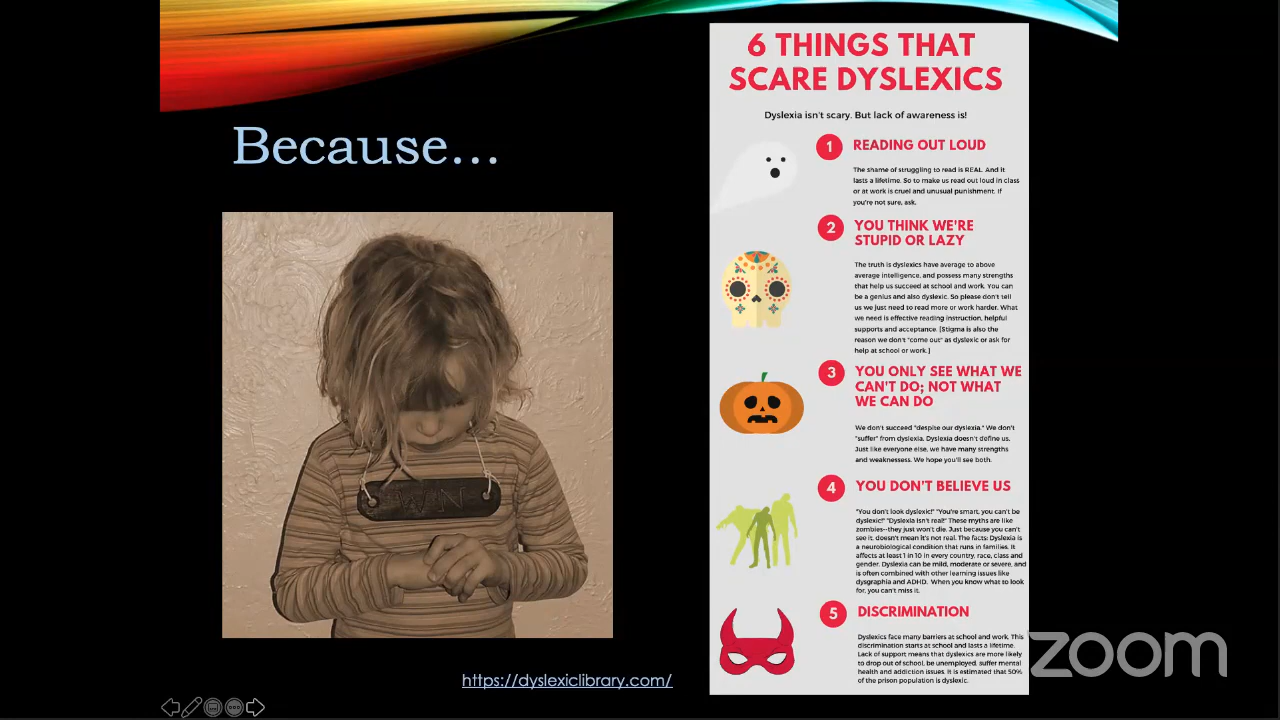 Because...
WN
https://dyslexiclibrary.com/
6 THINGS THAT
SCARE DYSLEXICS
Dyslexia isn't scary. But lack of awareness is!
1 READING OUT LOUD
The shame of struggling to read is REAL. And it
lasts a lifetime. So to make us read out loud in class
or at work is cruel and unusual punishment. If
you're not sure, ask.
2 YOU THINK WE'RE
STUPID OR LAZY
The truth is dyslexics have average to above
average intelligence, and possess many strengths
that help us succeed at school and work. You can
be a genius and also dyslexic. So please don't tell
us we just need to read more or work harder. What
we need is effective reading instruction, helpful
supports and acceptance. [Stigma is also the
reason we don't "come out" as dyslexic or ask for
help at school or work.]
3 YOU ONLY SEE WHAT WE
CAN'T DO; NOT WHAT
WE CAN DO
We don't succeed "despite our dyslexia." We don't
"suffer" from dyslexia. Dyslexia doesn't define us.
Just like everyone else, we have many strengths
and weaknessess. We hope you'll see both.
4 YOU DON'T BELIEVE US
"You don't look dyslexic!" "You're smart, you can't be
dyslexic!" "Dyslexia isn't real!" These myths are like
zombies--they just won't die. Just because you can't
see it, doesn't mean it's not real. The facts: Dyslexia is
a neurobiological condition that runs in families. It
affects at least 1 in 10 in every country, race, class and
gender. Dyslexia can be mild, moderate or severe, and
is often combined with other learning issues like
dysgraphia and ADHD. When you know what to look
for, you can't miss it.
5 DISCRIMINATION
Dyslexics face many barriers at school and work. This
discrimination starts at school and lasts a lifetime.
Lack of support means that dyslexics are more likely
to drop out of school, be unemployed, suffer mental
health and addiction issues. It is estimated that 50%
of the prison population is dyslexic.
zoom